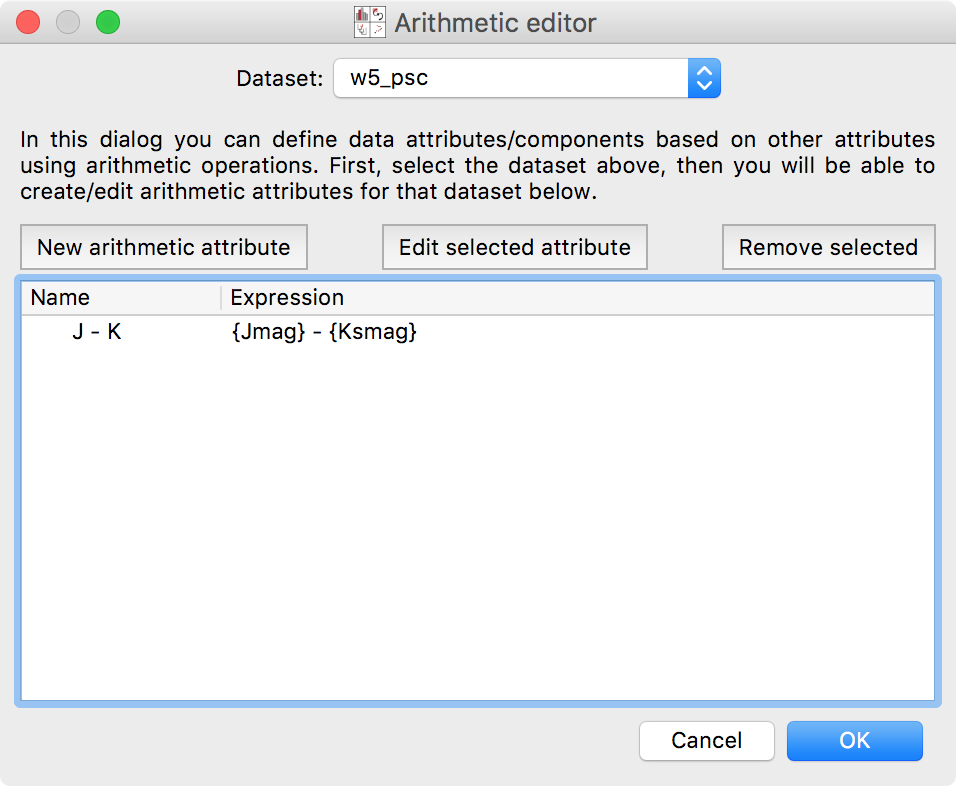 Arithmetic editor
Dataset: w5_psc
In this dialog you can define data attributes/components based on other attributes
using arithmetic operations. First, select the dataset above, then you will be able to
create/edit arithmetic attributes for that dataset below.
New arithmetic attribute Edit selected attribute Remove selected
Name Expression
J - K {Jmag} - {Ksmag}
Cancel OK